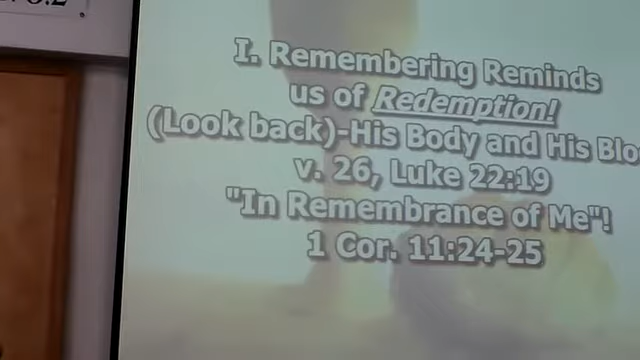 I. Remembering Reminds
us of Redemption!
(Look back)-His Body and His Blo
v. 26, Luke 22:19
"In Remembrance of Me"!
1 Cor. 11:24-25